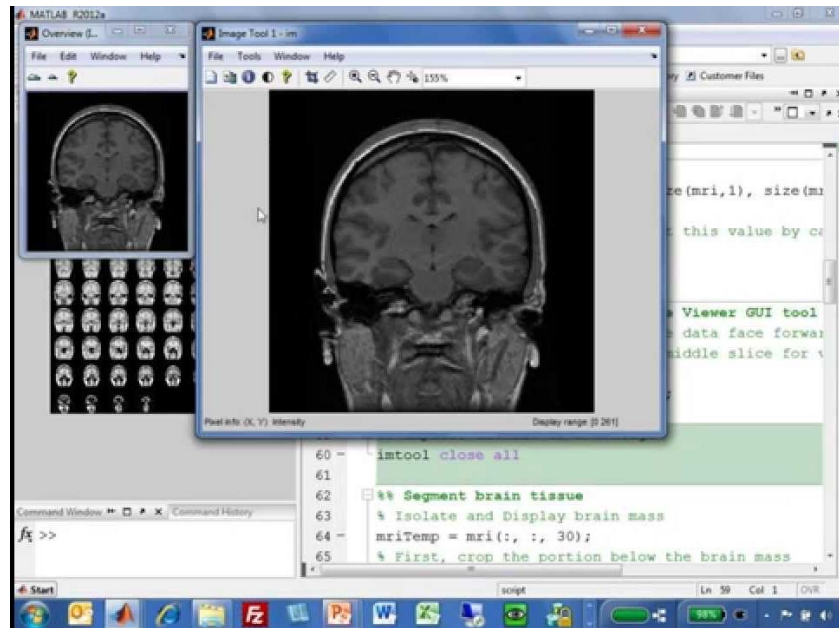 MATLAB R2012a
Overview (I...
File Edit Window Help
Image Tool 1 - im
File Tools Window Help
155%
Customer Files
ze(mri,1), size(mr
t this value by ca
e Viewer GUI tool
e data face forwar
middle slice for v
Pixel info: (X, Y) Intensity
Display range: [0 261]
60 - imtool close all
61
62 %% Segment brain tissue
63 % Isolate and Display brain mass
64 - mriTemp = mri(:, :, 30);
65 % First, crop the portion below the brain mass
Command Window
Command History
fx >>
Start
script
Ln 59 Col 1 OVR
98%